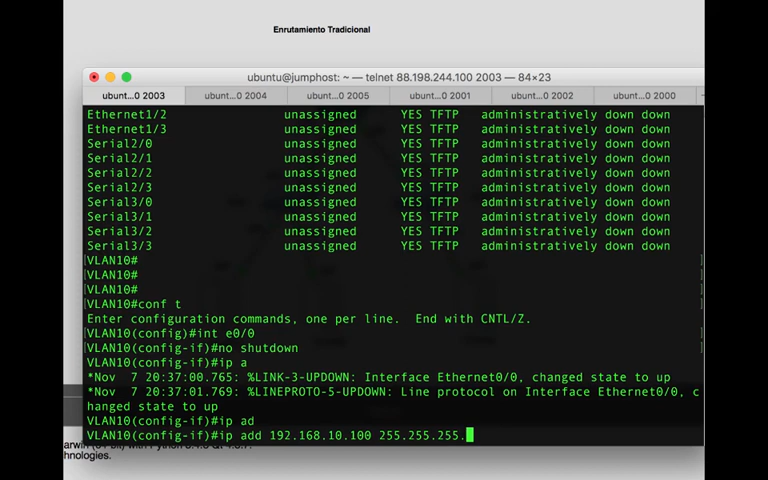 Enrutamiento Tradicional
ubuntu@jumphost: ~ — telnet 88.198.244.100 2003 — 84×23
ubunt...0 2003 ubunt...0 2004 ubunt...0 2005 ubunt...0 2001 ubunt...0 2002 ubunt...0 2000
Ethernet1/2 unassigned YES TFTP administratively down down
Ethernet1/3 unassigned YES TFTP administratively down down
Serial2/0 unassigned YES TFTP administratively down down
Serial2/1 unassigned YES TFTP administratively down down
Serial2/2 unassigned YES TFTP administratively down down
Serial2/3 unassigned YES TFTP administratively down down
Serial3/0 unassigned YES TFTP administratively down down
Serial3/1 unassigned YES TFTP administratively down down
Serial3/2 unassigned YES TFTP administratively down down
Serial3/3 unassigned YES TFTP administratively down down
VLAN10#
VLAN10#
VLAN10#
VLAN10#conf t
Enter configuration commands, one per line.  End with CNTL/Z.
VLAN10(config)#int e0/0
VLAN10(config-if)#no shutdown
VLAN10(config-if)#ip a
*Nov  7 20:37:00.765: %LINK-3-UPDOWN: Interface Ethernet0/0, changed state to up
*Nov  7 20:37:01.769: %LINEPROTO-5-UPDOWN: Line protocol on Interface Ethernet0/0, c
hanged state to up
VLAN10(config-if)#ip ad
VLAN10(config-if)#ip add 192.168.10.100 255.255.255.
hnologies.